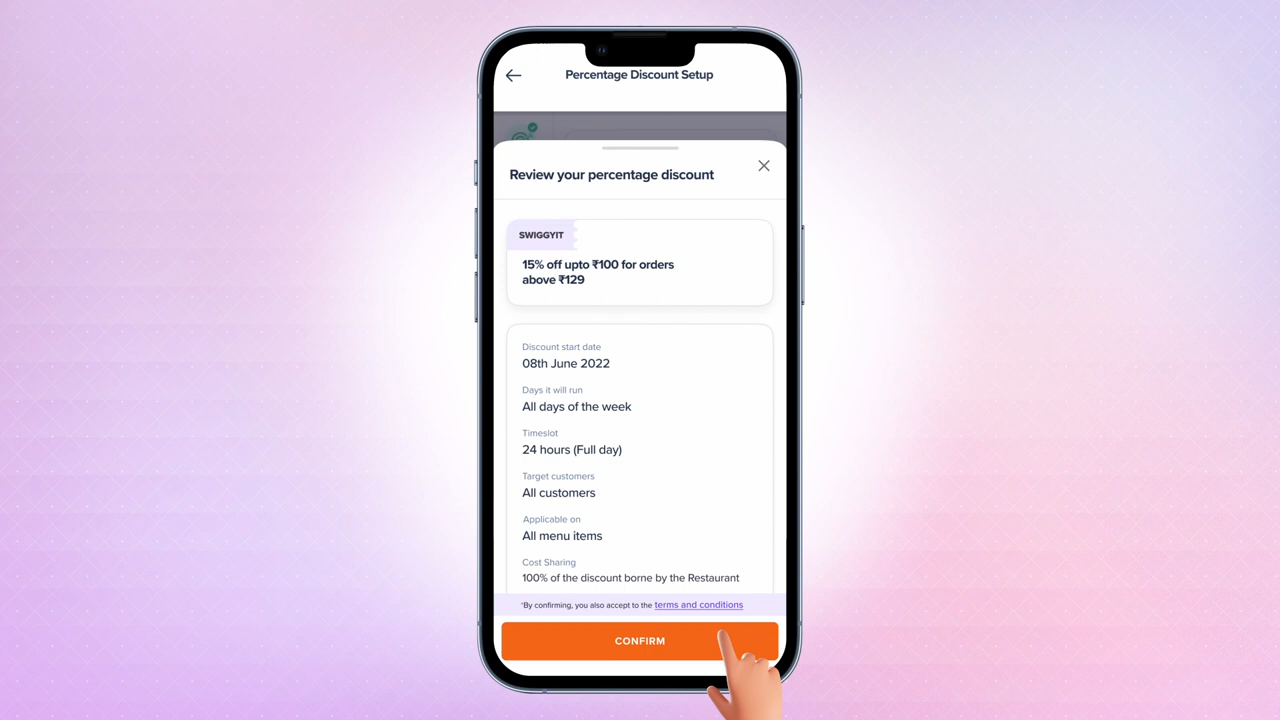 Percentage Discount Setup
Review your percentage discount
SWIGGYIT
15% off upto ₹100 for orders
above ₹129
Discount start date
08th June 2022
Days it will run
All days of the week
Timeslot
24 hours (Full day)
Target customers
All customers
Applicable on
All menu items
Cost Sharing
100% of the discount borne by the Restaurant
*By confirming, you also accept to the terms and conditions
CONFIRM